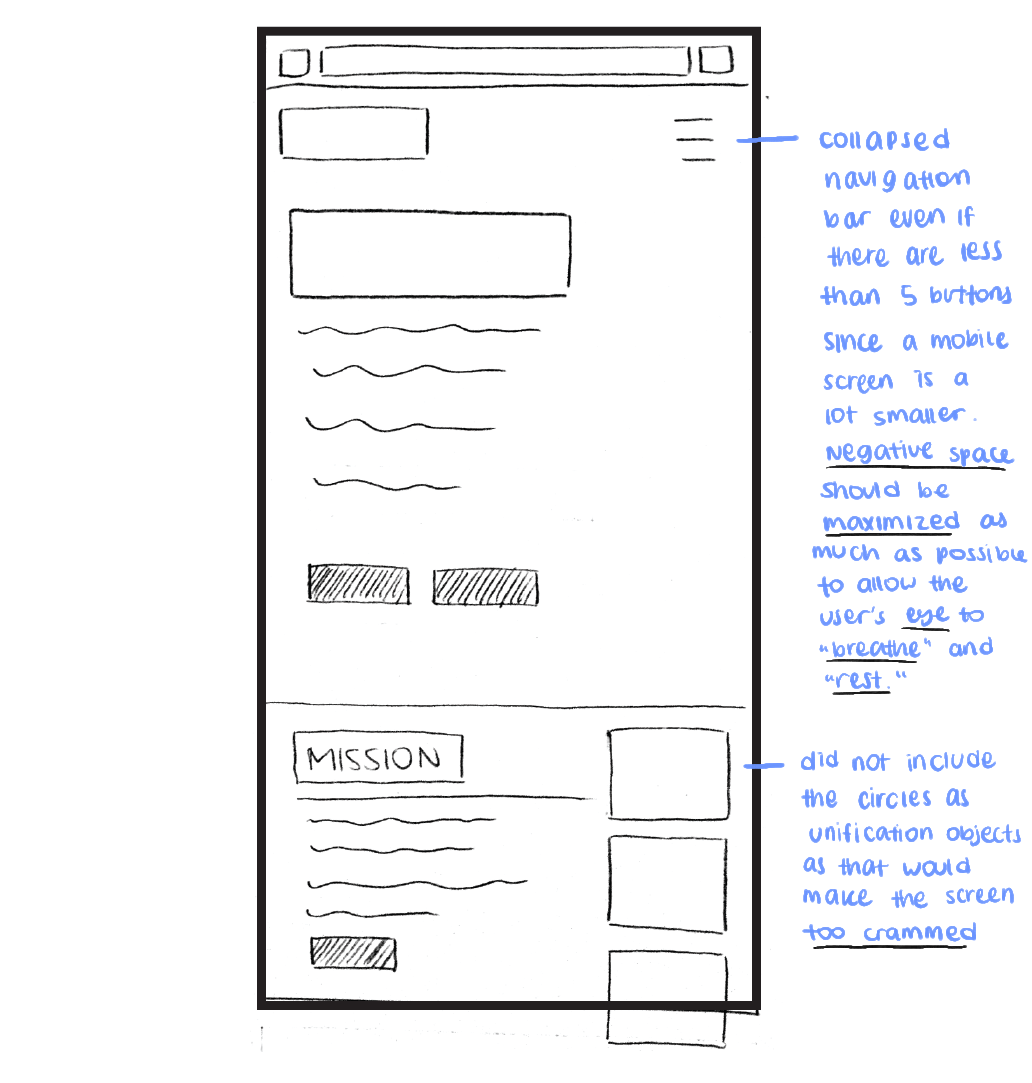 collapsed
navigation
bar even if
there are less
than 5 buttons
since a mobile
screen is a
lot smaller.
Negative space
should be
maximized as
much as possible
to allow the
user's eye to
"breathe" and
"rest."
MISSION
did not include
the circles as
unification objects
as that would
make the screen
too crammed